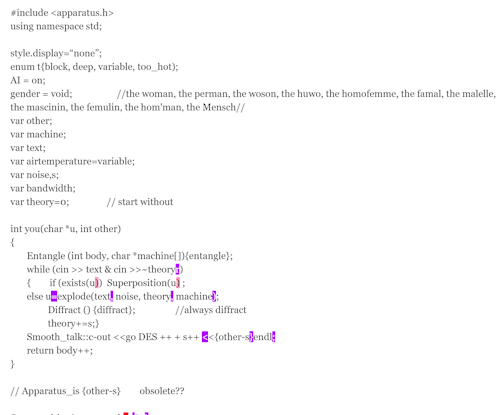 #include <apparatus.h>
using namespace std;
style.display="none";
enum t{block, deep, variable, too_hot);
AI = on;
gender = void; //the woman, the perman, the woson, the huwo, the homofemme, the famal, the malelle,
the mascinin, the femulin, the hom'man, the Mensch//
var other;
var machine;
var text;
var airtemperature=variable;
var noise,s;
var bandwidth;
var theory=0; // start without
int you(char *u, int other)
{
Entangle (int body, char *machine[]){entangle};
while (cin >> text & cin >>~theory )
{ if (exists(u)) Superposition(u) ;
else u=explode(text, noise, theory, machine);
Diffract () {diffract}; //always diffract
theory+=s;}
Smooth_talk::c-out <<go DES ++ + s++ <<{other-s}endl;
return body++;
}
// Apparatus_is {other-s} obsolete??